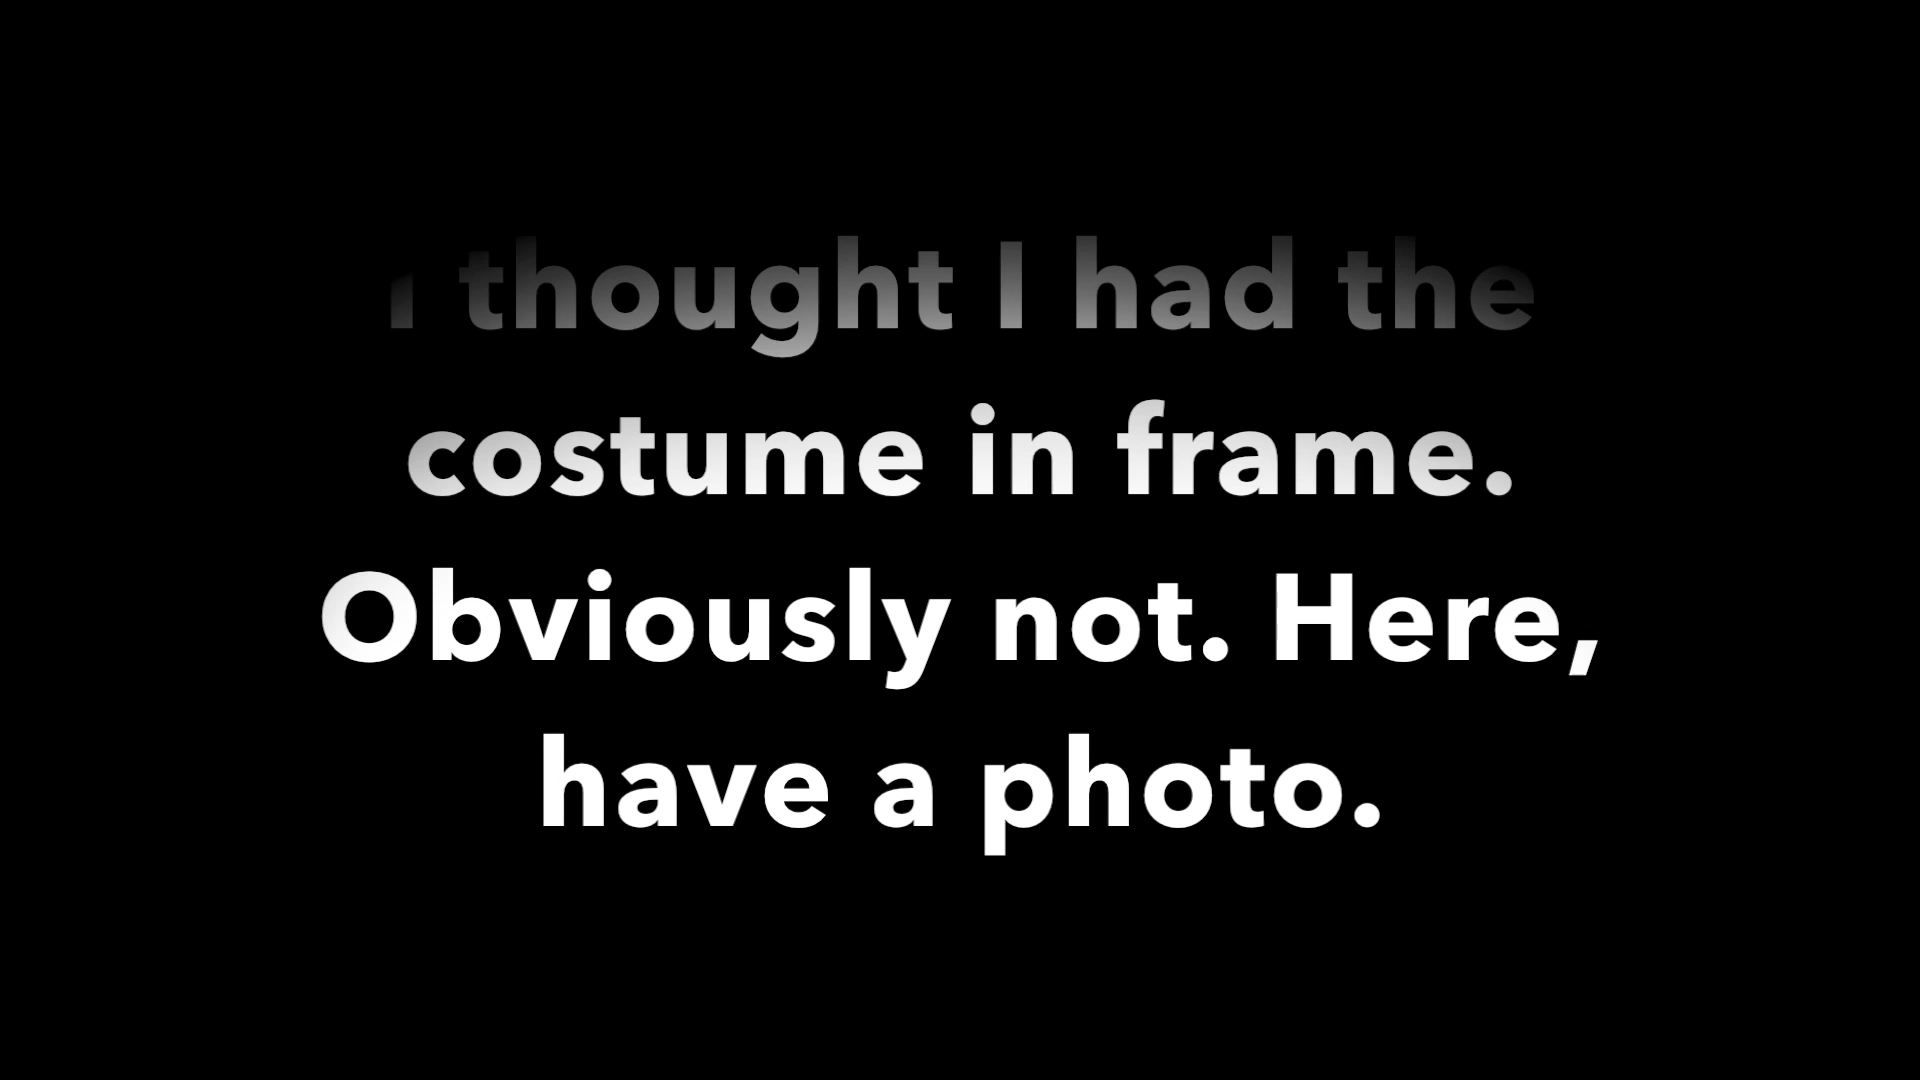 I thought I had the
costume in frame.
Obviously not. Here,
have a photo.